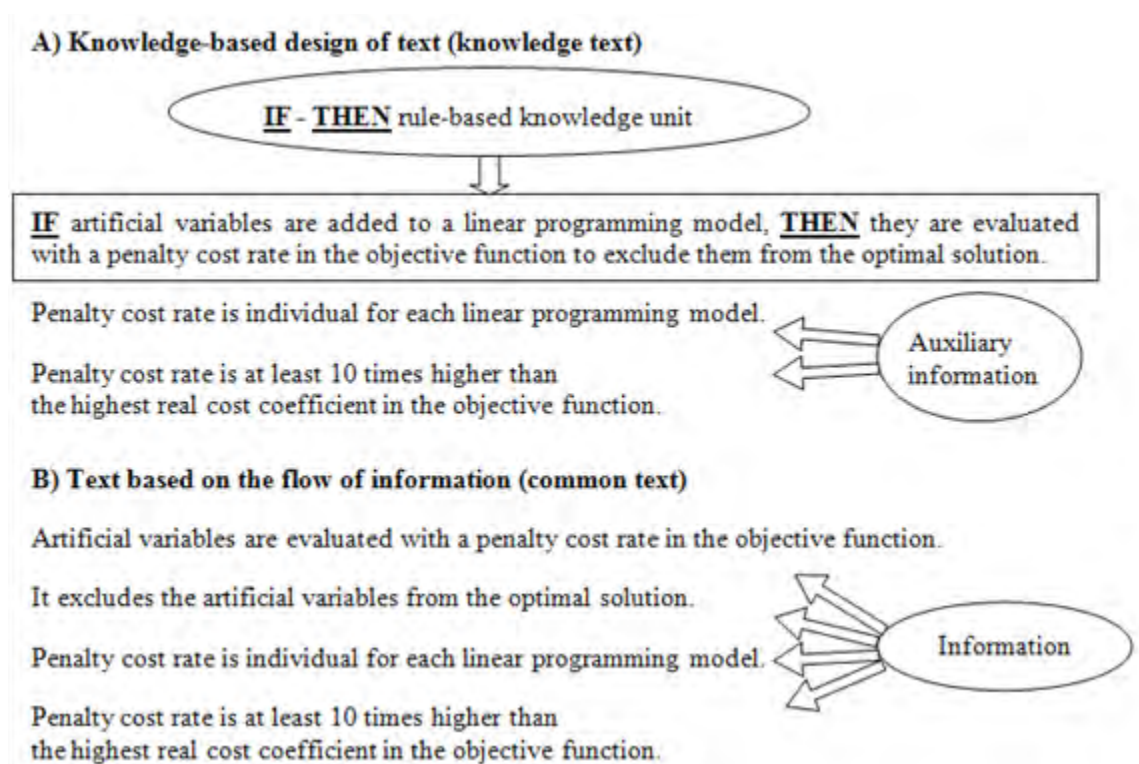 A) Knowledge-based design of text (knowledge text)
IF - THEN rule-based knowledge unit
IF artificial variables are added to a linear programming model, THEN they are evaluated
with a penalty cost rate in the objective function to exclude them from the optimal solution.
Penalty cost rate is individual for each linear programming model.
Penalty cost rate is at least 10 times higher than
the highest real cost coefficient in the objective function.
Auxiliary
information
B) Text based on the flow of information (common text)
Artificial variables are evaluated with a penalty cost rate in the objective function.
It excludes the artificial variables from the optimal solution.
Penalty cost rate is individual for each linear programming model.
Penalty cost rate is at least 10 times higher than
the highest real cost coefficient in the objective function.
Information